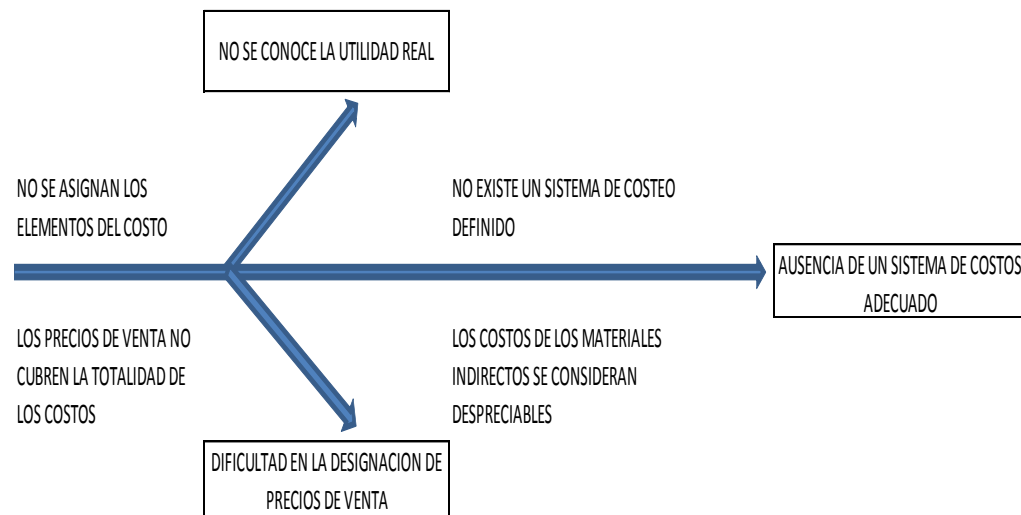 NO SE CONOCE LA UTILIDAD REAL
NO SE ASIGNAN LOS
ELEMENTOS DEL COSTO
NO EXISTE UN SISTEMA DE COSTEO
DEFINIDO
AUSENCIA DE UN SISTEMA DE COSTOS
ADECUADO
LOS PRECIOS DE VENTA NO
CUBREN LA TOTALIDAD DE
LOS COSTOS
LOS COSTOS DE LOS MATERIALES
INDIRECTOS SE CONSIDERAN
DESPRECIABLES
DIFICULTAD EN LA DESIGNACION DE
PRECIOS DE VENTA